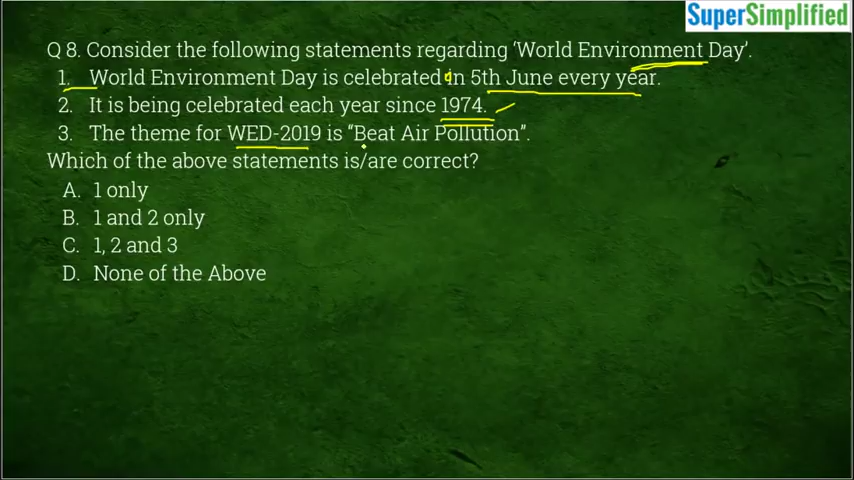 SuperSimplified
Q 8. Consider the following statements regarding ‘World Environment Day’.
1. World Environment Day is celebrated in 5th June every year.
2. It is being celebrated each year since 1974.
3. The theme for WED-2019 is “Beat Air Pollution”.
Which of the above statements is/are correct?
A. 1 only
B. 1 and 2 only
C. 1, 2 and 3
D. None of the Above